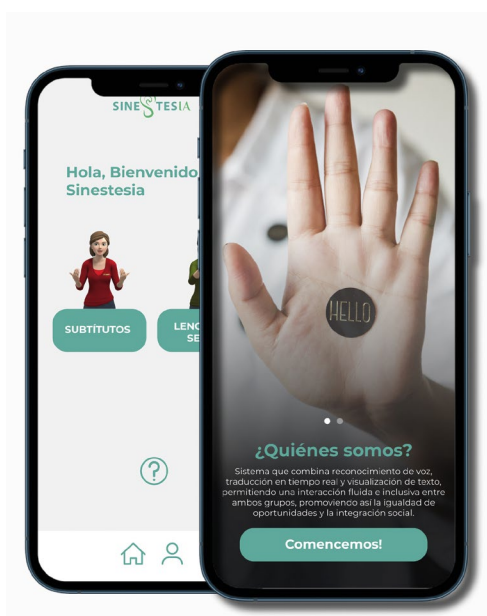 SINESTESIA
Hola, Bienvenido
Sinestesia
SUBTÍTUTOS
LENG
SE
HELLO
¿Quiénes somos?
Sistema que combina reconocimiento de voz,
traducción en tiempo real y visualización de texto,
permitiendo una interacción fluida e inclusiva entre
ambos grupos, promoviendo así la igualdad de
oportunidades y la integración social.
Comencemos!